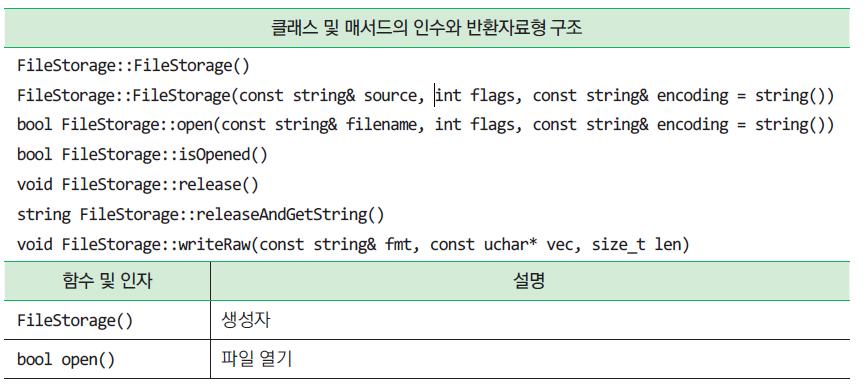 클래스 및 매서드의 인수와 반환자료형 구조
FileStorage::FileStorage()
FileStorage::FileStorage(const string& source, int flags, const string& encoding = string())
bool FileStorage::open(const string& filename, int flags, const string& encoding = string())
bool FileStorage::isOpened()
void FileStorage::release()
string FileStorage::releaseAndGetString()
void FileStorage::writeRaw(const string& fmt, const uchar* vec, size_t len)
함수 및 인자 설명
FileStorage() 생성자
bool open() 파일 열기